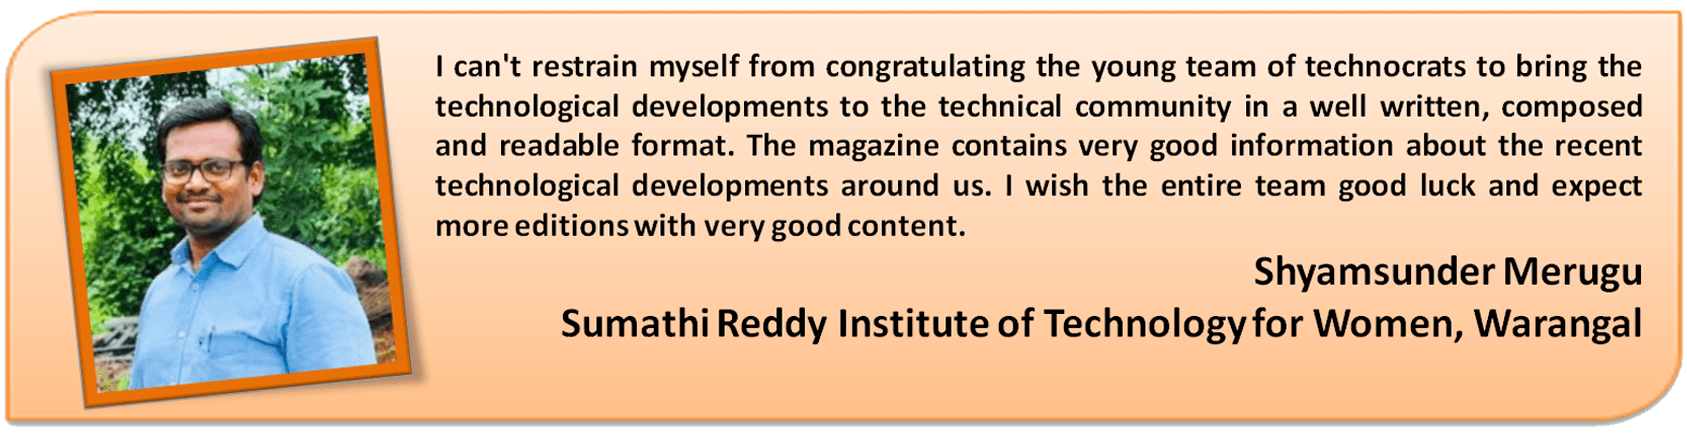 I can't restrain myself from congratulating the young team of technocrats to bring the
technological developments to the technical community in a well written, composed
and readable format. The magazine contains very good information about the recent
technological developments around us. I wish the entire team good luck and expect
more editions with very good content.
Shyamsunder Merugu
Sumathi Reddy Institute of Technology for Women, Warangal